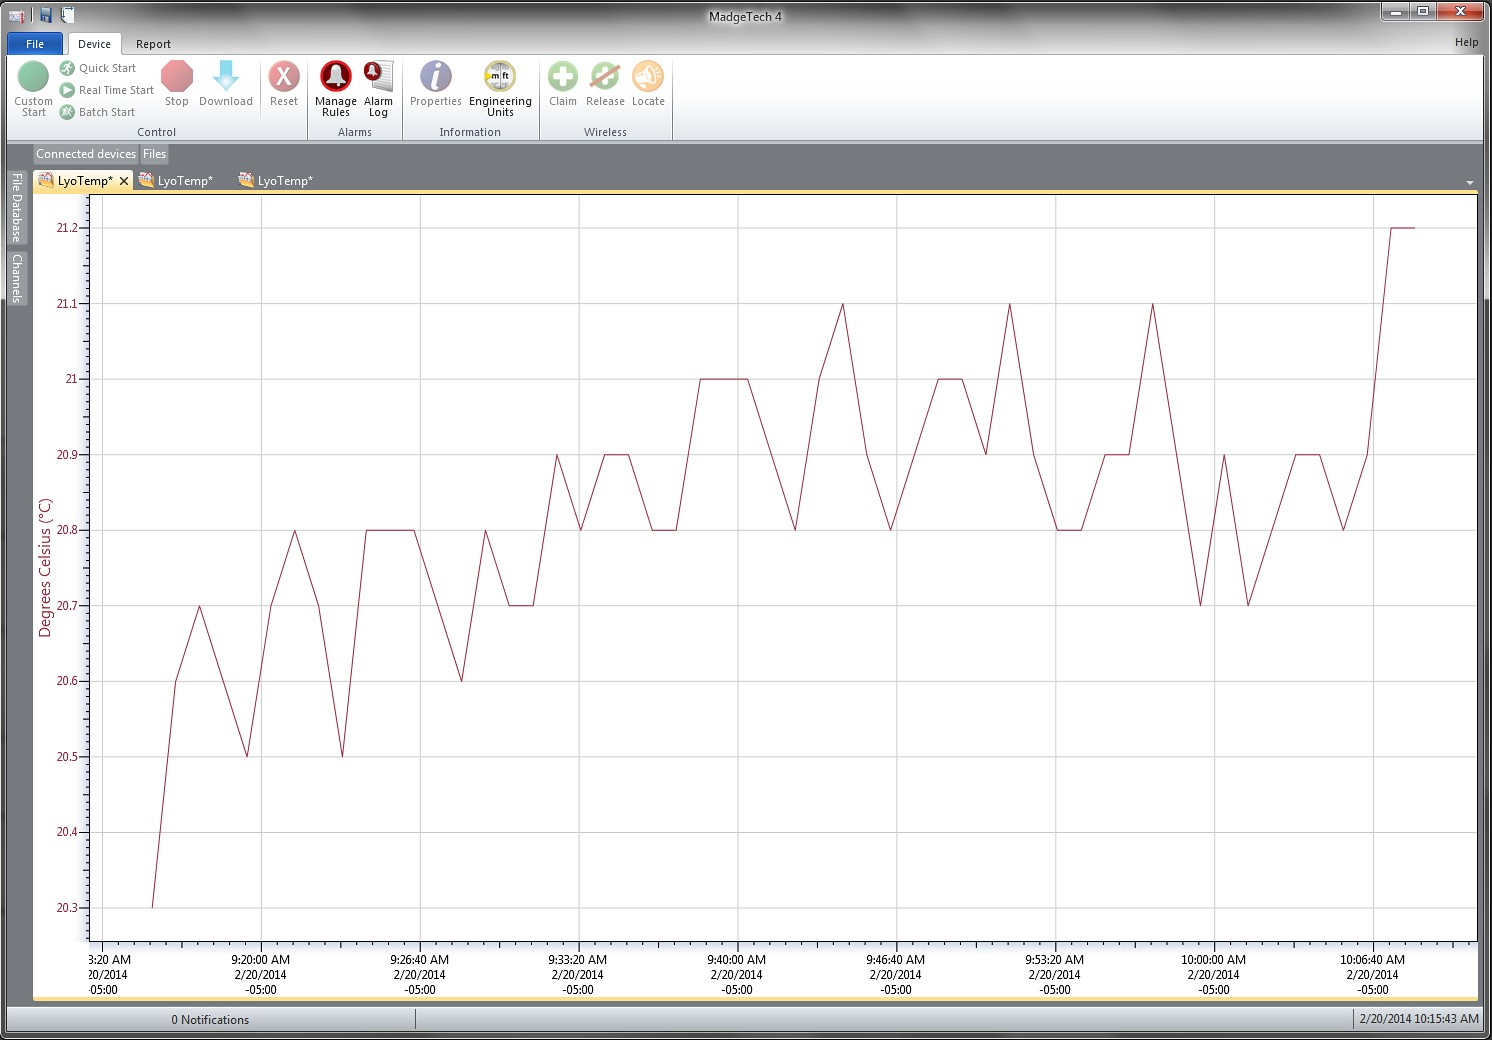 MadgeTech 4
File Device Report Help
Custom Start
Quick Start
Real Time Start
Batch Start
Stop Download Reset
Control
Manage Rules
Alarm Log
Alarms
Properties
Engineering Units
Information
Claim Release Locate
Wireless
Connected devices Files
LyoTemp* LyoTemp* LyoTemp*
File Database
Channels
Degrees Celsius (°C)
21.2
21.1
21
20.9
20.8
20.7
20.6
20.5
20.4
20.3
3:20 AM 9:20:00 AM 9:26:40 AM 9:33:20 AM 9:40:00 AM 9:46:40 AM 9:53:20 AM 10:00:00 AM 10:06:40 AM
20/2014 2/20/2014 2/20/2014 2/20/2014 2/20/2014 2/20/2014 2/20/2014 2/20/2014 2/20/2014
-05:00 -05:00 -05:00 -05:00 -05:00 -05:00 -05:00 -05:00 -05:00
0 Notifications
2/20/2014 10:15:43 AM